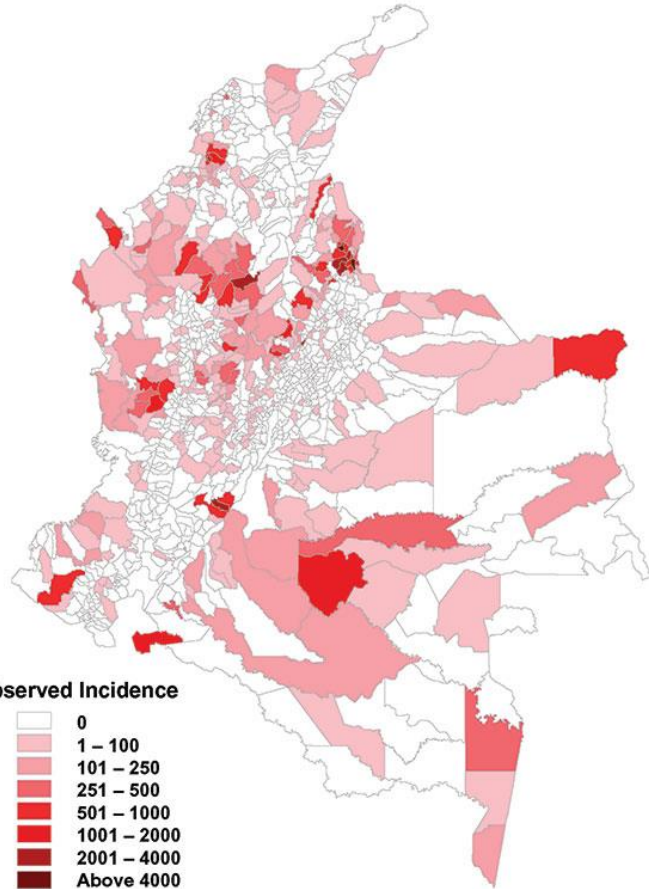 bserved Incidence
0
1 – 100
101 – 250
251 – 500
501 – 1000
1001 – 2000
2001 – 4000
Above 4000